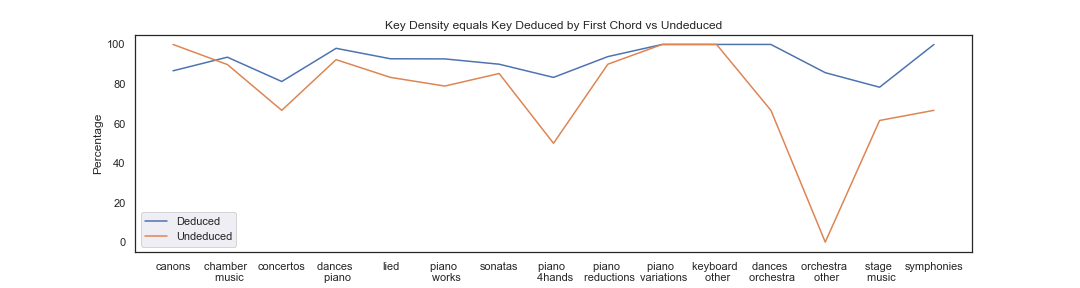 Key Density equals Key Deduced by First Chord vs Undeduced
Percentage
100
80
60
40
20
0
Deduced
Undeduced
canons chamber music concertos dances piano lied piano works sonatas piano 4hands piano reductions piano variations keyboard other dances orchestra orchestra other stage music symphonies